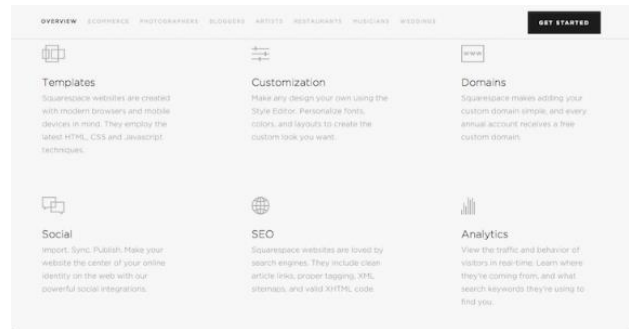 OVERVIEW ECOMMERCE PHOTOGRAPHERS BLOGGERS ARTISTS RESTAURANTS MUSICIANS WEDDINGS
GET STARTED
Templates
Squarespace websites are created
with modern browsers and mobile
devices in mind. They employ the
latest HTML, CSS and Javascript
techniques.
Customization
Make any design your own using the
Style Editor. Personalize fonts,
colors, and layouts to create the
custom look you want.
WWW
Domains
Squarespace makes adding your
custom domain simple, and every
annual account receives a free
custom domain.
Social
Import. Sync. Publish. Make your
website the center of your online
identity on the web with our
powerful social integrations.
SEO
Squarespace websites are loved by
search engines. They include clean
article links, proper tagging, XML
sitemaps, and valid XHTML code.
Analytics
View the traffic and behavior of
visitors in real-time. Learn where
they're coming from, and what
search keywords they're using to
find you.